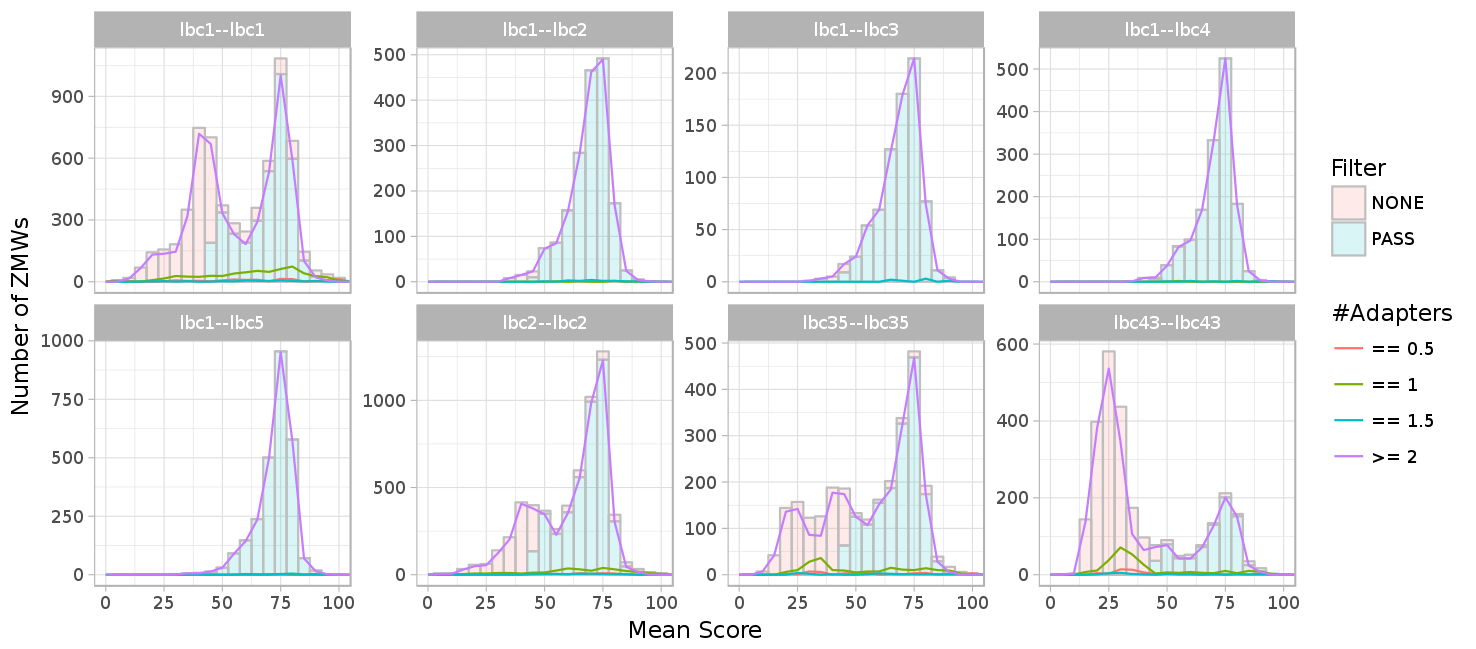 lbc1--lbc1
lbc1--lbc2
lbc1--lbc3
lbc1--lbc4
900
600
300
0
500
400
300
200
100
0
200
150
100
50
0
500
400
300
200
100
0
lbc1--lbc5
lbc2--lbc2
lbc35--lbc35
lbc43--lbc43
1000
750
500
250
0
1000
500
0
500
400
300
200
100
0
600
400
200
0
0 25 50 75 100
0 25 50 75 100
0 25 50 75 100
0 25 50 75 100
Mean Score
Number of ZMWs
Filter
NONE
PASS
#Adapters
== 0.5
== 1
== 1.5
>= 2